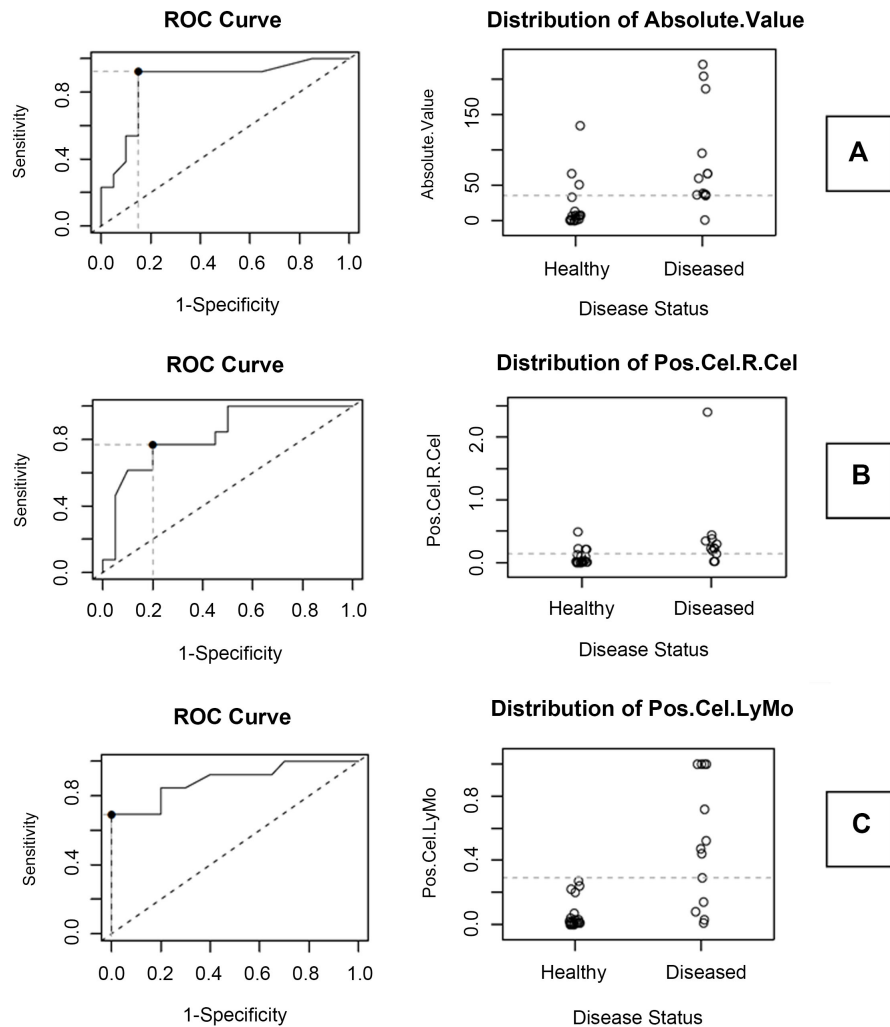 ROC Curve
Distribution of Absolute.Value
Sensitivity
0.0 0.4 0.8
0.0 0.2 0.4 0.6 0.8 1.0
1-Specificity
Absolute.Value
0 50 150
Healthy Diseased
Disease Status
A
ROC Curve
Distribution of Pos.Cel.R.Cel
Sensitivity
0.0 0.4 0.8
0.0 0.2 0.4 0.6 0.8 1.0
1-Specificity
Pos.Cel.R.Cel
0.0 1.0 2.0
Healthy Diseased
Disease Status
B
ROC Curve
Distribution of Pos.Cel.LyMo
Sensitivity
0.0 0.4 0.8
0.0 0.2 0.4 0.6 0.8 1.0
1-Specificity
Pos.Cel.LyMo
0.0 0.4 0.8
Healthy Diseased
Disease Status
C